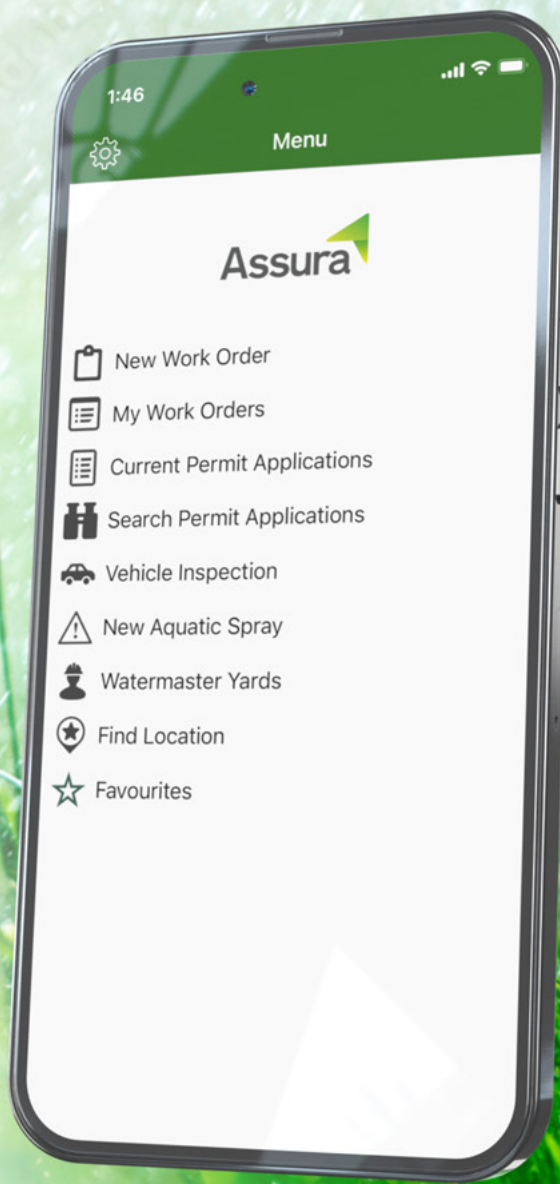 1:46
Menu
Assura
New Work Order
My Work Orders
Current Permit Applications
Search Permit Applications
Vehicle Inspection
New Aquatic Spray
Watermaster Yards
Find Location
Favourites